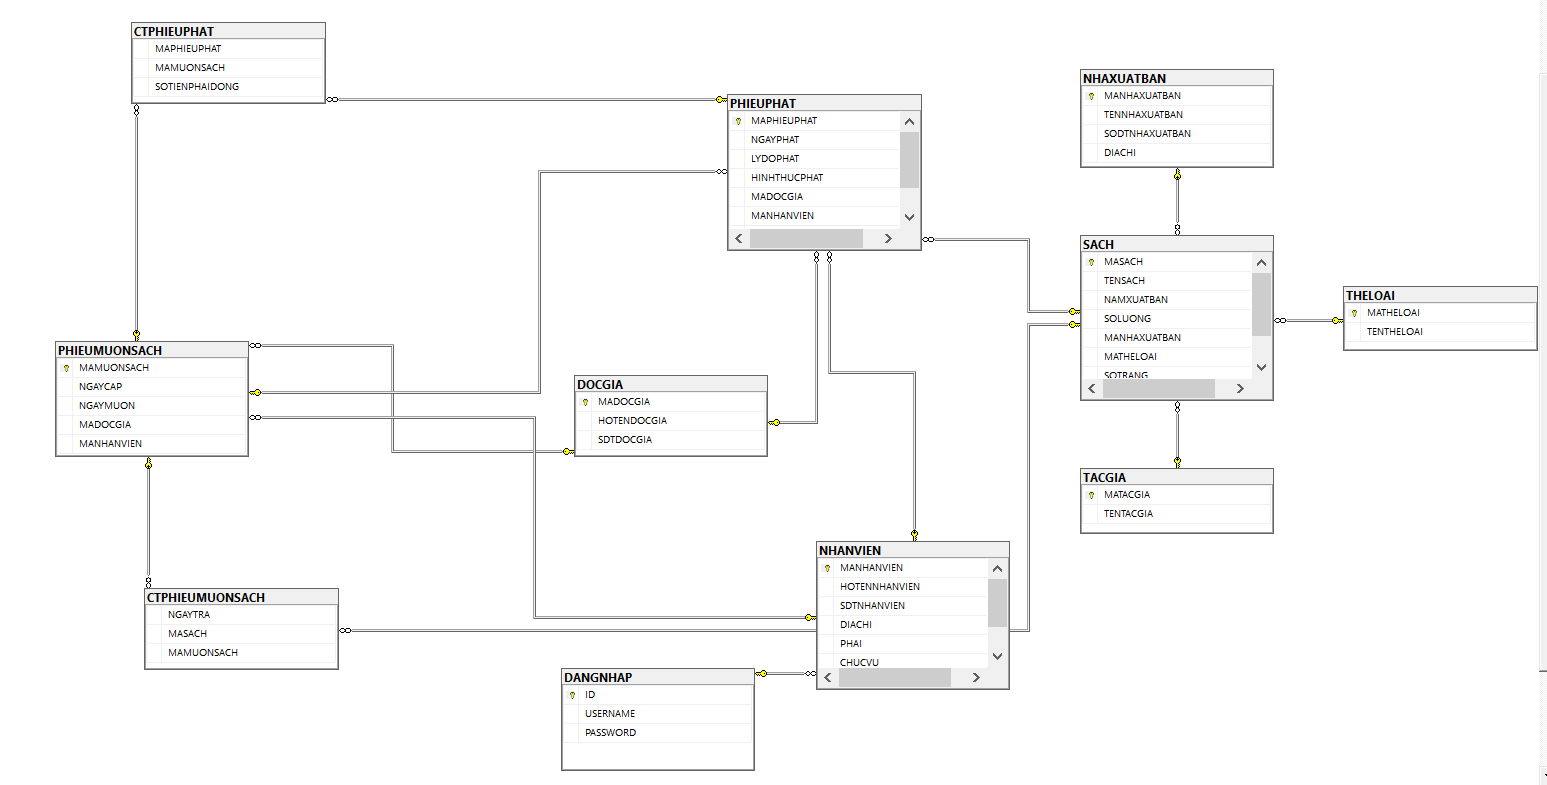 CTPHIEUPHAT
MAPHIEUPHAT
MAMUONSACH
SOTIENPHAIDONG
PHIEUPHAT
MAPHIEUPHAT
NGAYPHAT
LYDOPHAT
HINHTHUCPHAT
MADOCGIA
MANHANVIEN
NHAXUATBAN
MANHAXUATBAN
TENNHAXUATBAN
SODTNHAXUATBAN
DIACHI
SACH
MASACH
TENSACH
NAMXUATBAN
SOLUONG
MANHAXUATBAN
MATHELOAI
SOTRANG
THELOAI
MATHELOAI
TENTHELOAI
PHIEUMUONSACH
MAMUONSACH
NGAYCAP
NGAYMUON
MADOCGIA
MANHANVIEN
DOCGIA
MADOCGIA
HOTENDOCGIA
SDTDOCGIA
TACGIA
MATACGIA
TENTACGIA
NHANVIEN
MANHANVIEN
HOTENNHANVIEN
SDTNHANVIEN
DIACHI
PHAI
CHUCVU
CTPHIEUMUONSACH
NGAYTRA
MASACH
MAMUONSACH
DANGNHAP
ID
USERNAME
PASSWORD